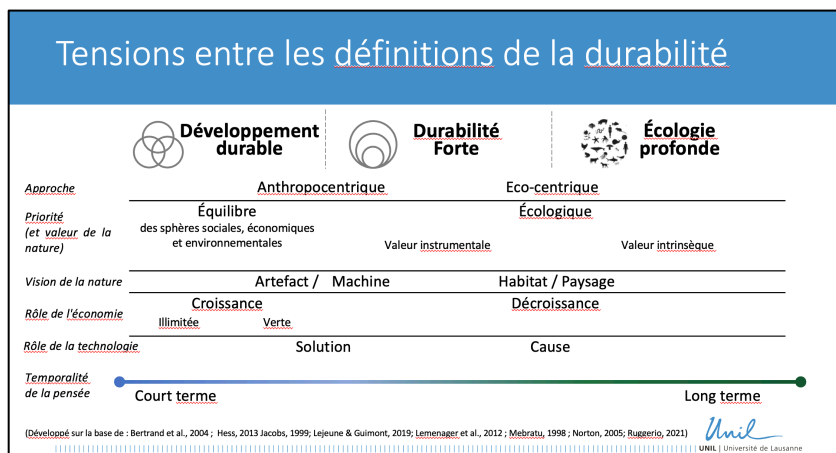 Tensions entre les définitions de la durabilité
Développement durable
Durabilité Forte
Écologie profonde
Approche
Anthropocentrique
Eco-centrique
Priorité
(et valeur de la
nature)
Équilibre
des sphères sociales, économiques
et environnementales
Écologique
Valeur instrumentale
Valeur intrinsèque
Vision de la nature
Artefact / Machine
Habitat / Paysage
Rôle de l'économie
Croissance
Illimitée
Verte
Décroissance
Rôle de la technologie
Solution
Cause
Temporalité
de la pensée
Court terme
Long terme
(Développé sur la base de : Bertrand et al., 2004 ; Hess, 2013 Jacobs, 1999; Lejeune & Guimont, 2019; Lemenager et al., 2012 ; Mebratu, 1998 ; Norton, 2005; Ruggerio, 2021)
Unil
UNIL | Université de Lausanne